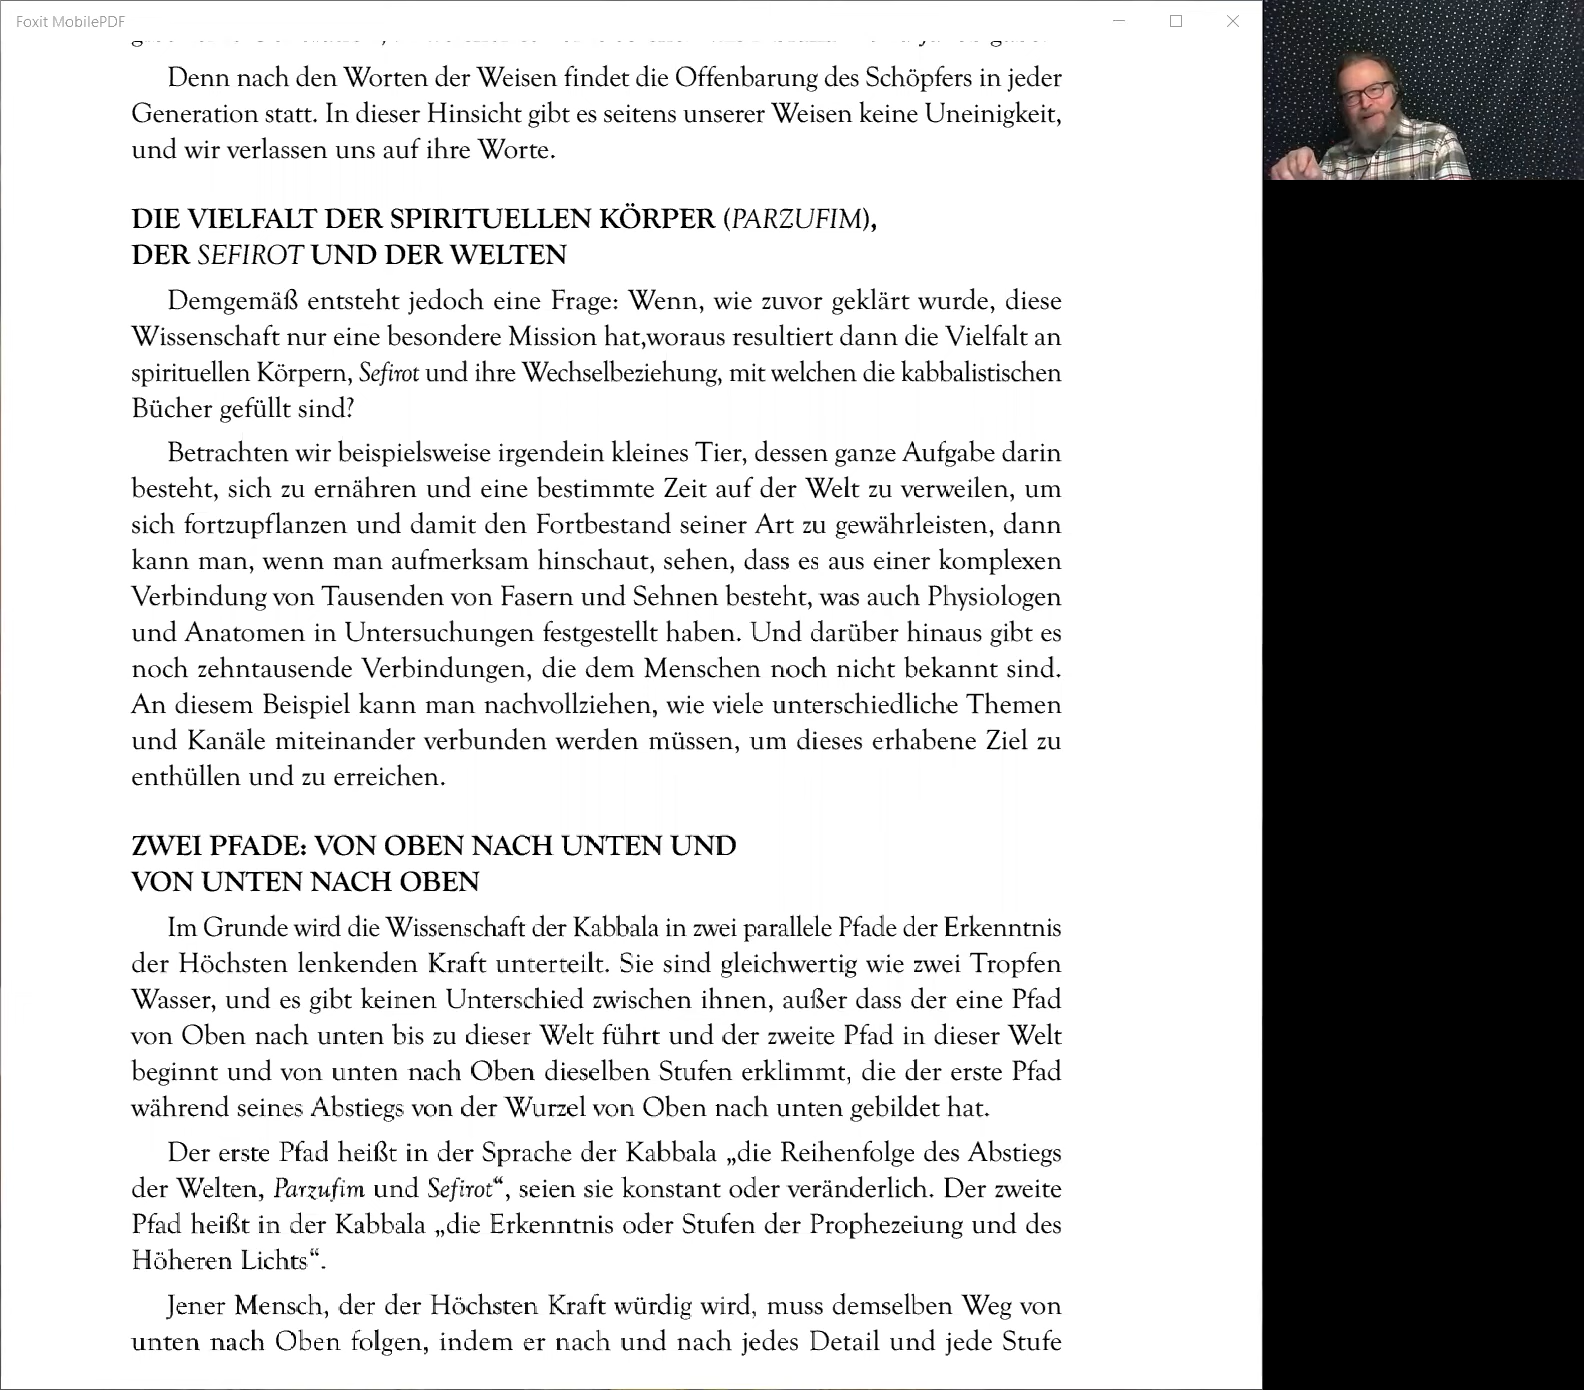 Foxit MobilePDF
Denn nach den Worten der Weisen findet die Offenbarung des Schöpfers in jeder
Generation statt. In dieser Hinsicht gibt es seitens unserer Weisen keine Uneinigkeit,
und wir verlassen uns auf ihre Worte.
DIE VIELFALT DER SPIRITUELLEN KÖRPER (PARZUFIM),
DER SEFIROT UND DER WELTEN
Demgemäß entsteht jedoch eine Frage: Wenn, wie zuvor geklärt wurde, diese
Wissenschaft nur eine besondere Mission hat,woraus resultiert dann die Vielfalt an
spirituellen Körpern, Sefirot und ihre Wechselbeziehung, mit welchen die kabbalistischen
Bücher gefüllt sind?
Betrachten wir beispielsweise irgendein kleines Tier, dessen ganze Aufgabe darin
besteht, sich zu ernähren und eine bestimmte Zeit auf der Welt zu verweilen, um
sich fortzupflanzen und damit den Fortbestand seiner Art zu gewährleisten, dann
kann man, wenn man aufmerksam hinschaut, sehen, dass es aus einer komplexen
Verbindung von Tausenden von Fasern und Sehnen besteht, was auch Physiologen
und Anatomen in Untersuchungen festgestellt haben. Und darüber hinaus gibt es
noch zehntausende Verbindungen, die dem Menschen noch nicht bekannt sind.
An diesem Beispiel kann man nachvollziehen, wie viele unterschiedliche Themen
und Kanäle miteinander verbunden werden müssen, um dieses erhabene Ziel zu
enthüllen und zu erreichen.
ZWEI PFADE: VON OBEN NACH UNTEN UND
VON UNTEN NACH OBEN
Im Grunde wird die Wissenschaft der Kabbala in zwei parallele Pfade der Erkenntnis
der Höchsten lenkenden Kraft unterteilt. Sie sind gleichwertig wie zwei Tropfen
Wasser, und es gibt keinen Unterschied zwischen ihnen, außer dass der eine Pfad
von Oben nach unten bis zu dieser Welt führt und der zweite Pfad in dieser Welt
beginnt und von unten nach Oben dieselben Stufen erklimmt, die der erste Pfad
während seines Abstiegs von der Wurzel von Oben nach unten gebildet hat.
Der erste Pfad heißt in der Sprache der Kabbala „die Reihenfolge des Abstiegs
der Welten, Parzufim und Sefirot“, seien sie konstant oder veränderlich. Der zweite
Pfad heißt in der Kabbala „die Erkenntnis oder Stufen der Prophezeiung und des
Höheren Lichts“.
Jener Mensch, der der Höchsten Kraft würdig wird, muss demselben Weg von
unten nach Oben folgen, indem er nach und nach jedes Detail und jede Stufe